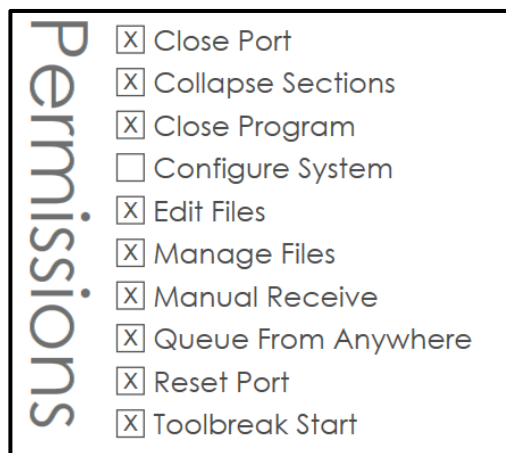 Permissions
X Close Port
X Collapse Sections
X Close Program
Configure System
X Edit Files
X Manage Files
X Manual Receive
X Queue From Anywhere
X Reset Port
X Toolbreak Start